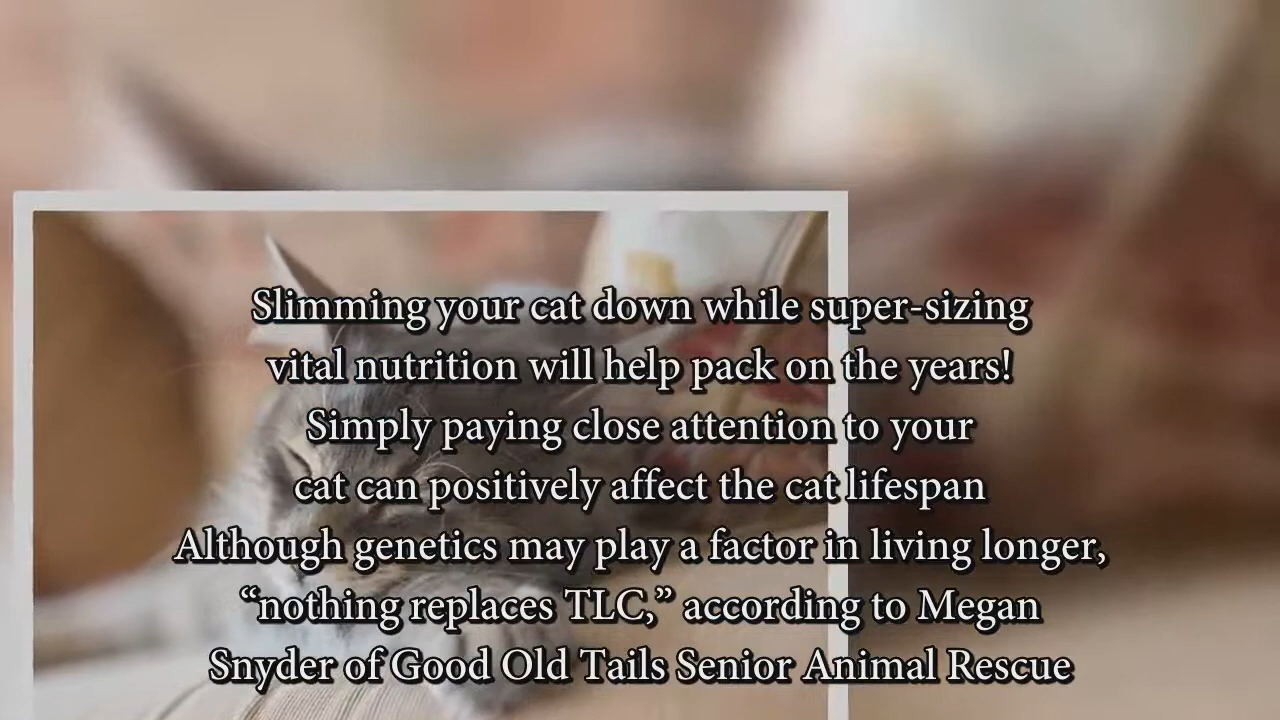 Slimming your cat down while super-sizing
vital nutrition will help pack on the years!
Simply paying close attention to your
cat can positively affect the cat lifespan
Although genetics may play a factor in living longer,
“nothing replaces TLC,” according to Megan
Snyder of Good Old Tails Senior Animal Rescue